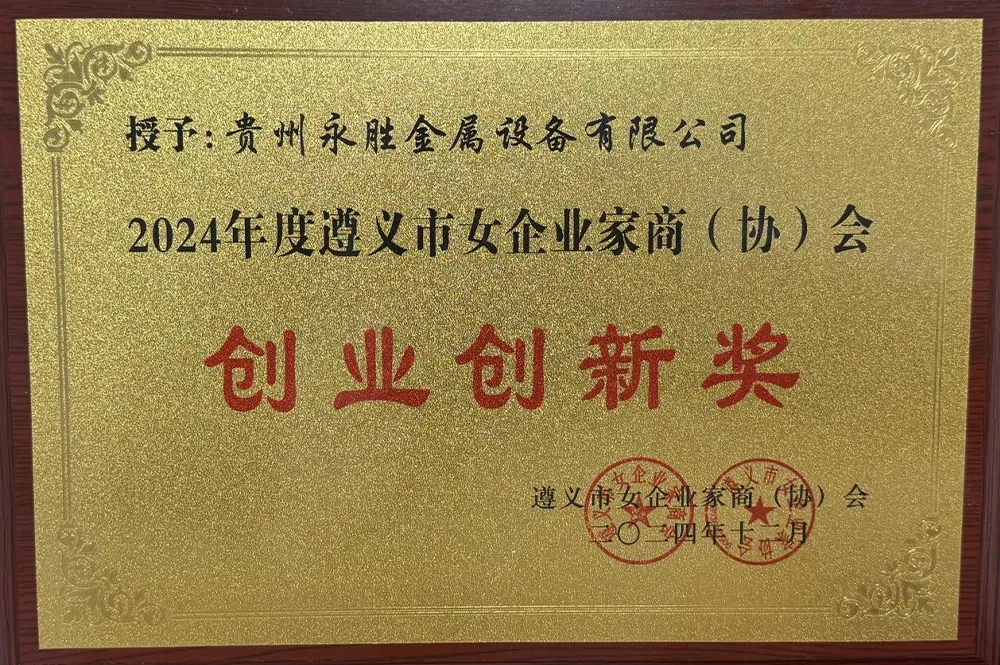 授予:贵州永胜金属设备有限公司
2024年度遵义市女企业家商(协)会
创业创新奖
遵义市女企业家商(协)会
二〇二四年十二月